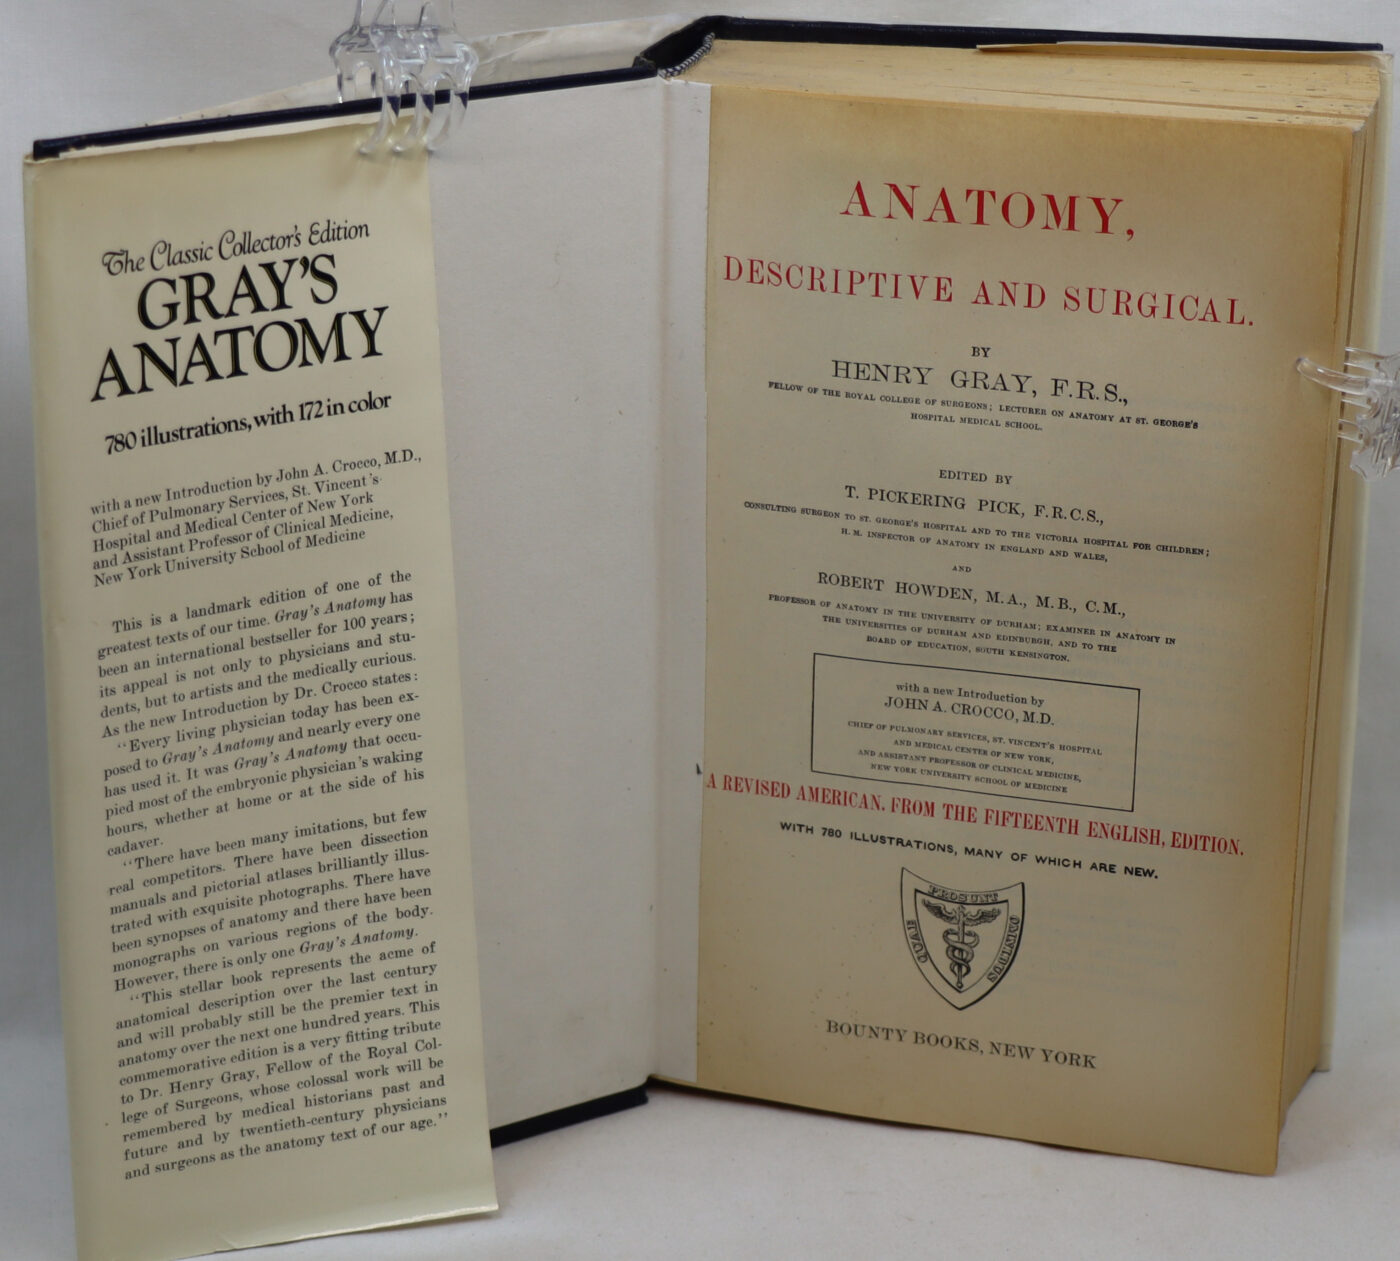 The Classic Collector's Edition
GRAY'S
ANATOMY
780 illustrations, with 172 in color
with a new Introduction by John A. Crocco, M.D.,
Chief of Pulmonary Services, St. Vincent's
Hospital and Medical Center of New York
and Assistant Professor of Clinical Medicine,
New York University School of Medicine
This is a landmark edition of one of the
greatest texts of our time. Gray's Anatomy has
been an international bestseller for 100 years;
its appeal is not only to physicians and stu-
dents, but to artists and the medically curious.
As the new Introduction by Dr. Crocco states:
"Every living physician today has been ex-
posed to Gray's Anatomy and nearly every one
has used it. It was Gray's Anatomy that occu-
pied most of the embryonic physician's waking
hours, whether at home or at the side of his
cadaver.
"There have been many imitations, but few
real competitors. There have been dissection
manuals and pictorial atlases brilliantly illus-
trated with exquisite photographs. There have
been synopses of anatomy and there have been
monographs on various regions of the body.
However, there is only one Gray's Anatomy.
"This stellar book represents the acme of
anatomical description over the last century
and will probably still be the premier text in
anatomy over the next one hundred years. This
commemorative edition is a very fitting tribute
to Dr. Henry Gray, Fellow of the Royal Col-
lege of Surgeons, whose colossal work will be
remembered by medical historians past and
future and by twentieth-century physicians
and surgeons as the anatomy text of our age."
ANATOMY,
DESCRIPTIVE AND SURGICAL.
BY
HENRY GRAY, F.R.S.,
FELLOW OF THE ROYAL COLLEGE OF SURGEONS; LECTURER ON ANATOMY AT ST. GEORGE'S
HOSPITAL MEDICAL SCHOOL.
EDITED BY
T. PICKERING PICK, F.R.C.S.,
CONSULTING SURGEON TO ST. GEORGE'S HOSPITAL AND TO THE VICTORIA HOSPITAL FOR CHILDREN;
H. M. INSPECTOR OF ANATOMY IN ENGLAND AND WALES,
AND
ROBERT HOWDEN, M.A., M.B., C.M.,
PROFESSOR OF ANATOMY IN THE UNIVERSITY OF DURHAM; EXAMINER IN ANATOMY IN
THE UNIVERSITIES OF DURHAM AND EDINBURGH, AND TO THE
BOARD OF EDUCATION, SOUTH KENSINGTON.
with a new Introduction by
JOHN A. CROCCO, M.D.
CHIEF OF PULMONARY SERVICES, ST. VINCENT'S HOSPITAL
AND MEDICAL CENTER OF NEW YORK,
AND ASSISTANT PROFESSOR OF CLINICAL MEDICINE,
NEW YORK UNIVERSITY SCHOOL OF MEDICINE
A REVISED AMERICAN, FROM THE FIFTEENTH ENGLISH, EDITION.
WITH 780 ILLUSTRATIONS, MANY OF WHICH ARE NEW.
QUAE
PROSUNT
OMNIBUS
BOUNTY BOOKS, NEW YORK